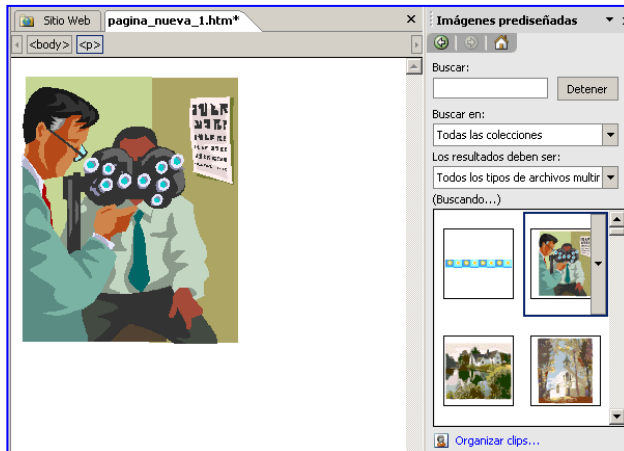 Sitio Web
pagina_nueva_1.htm*
<body> <p>
Imágenes prediseñadas
Buscar:
Detener
Buscar en:
Todas las colecciones
Los resultados deben ser:
Todos los tipos de archivos multir
(Buscando...)
Organizar clips...